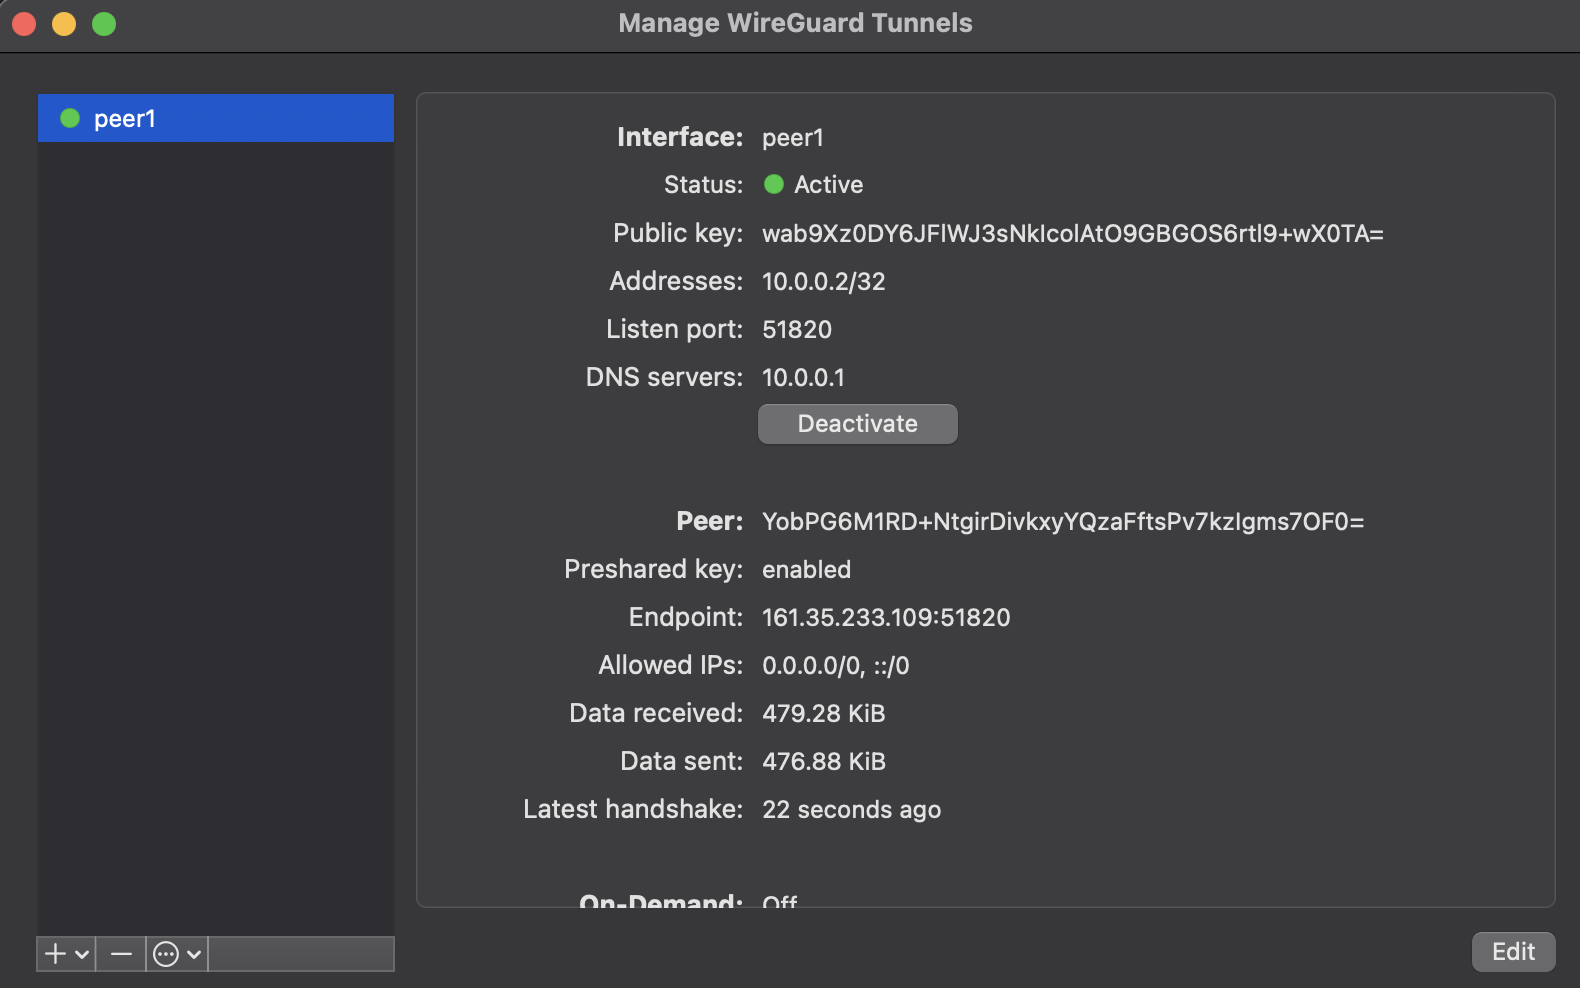 Manage WireGuard Tunnels
peer1
Interface: peer1
Status: Active
Public key: wab9Xz0DY6JFlWJ3sNkIcolAtO9GBGOS6rtl9+wX0TA=
Addresses: 10.0.0.2/32
Listen port: 51820
DNS servers: 10.0.0.1
Deactivate
Peer: YobPG6M1RD+NtgirDivkxyYQzaFftsPv7kzIgms7OF0=
Preshared key: enabled
Endpoint: 161.35.233.109:51820
Allowed IPs: 0.0.0.0/0, ::/0
Data received: 479.28 KiB
Data sent: 476.88 KiB
Latest handshake: 22 seconds ago
On-Demand: Off
Edit